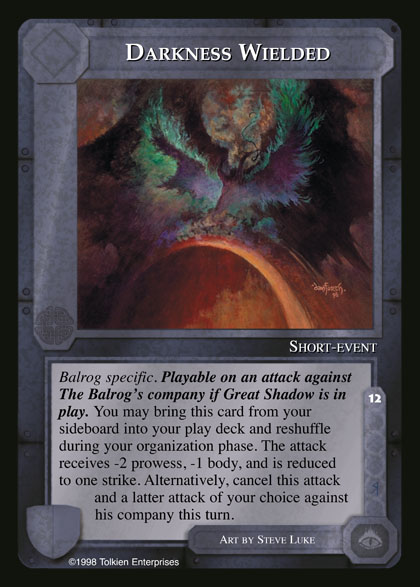 DARKNESS WIELDED
SHORT-EVENT
Balrog specific. Playable on an attack against
The Balrog's company if Great Shadow is in
play. You may bring this card from your
sideboard into your play deck and reshuffle
during your organization phase. The attack
receives -2 prowess, -1 body, and is reduced
to one strike. Alternatively, cancel this attack
and a latter attack of your choice against
his company this turn.
12
ART BY STEVE LUKE
©1998 Tolkien Enterprises